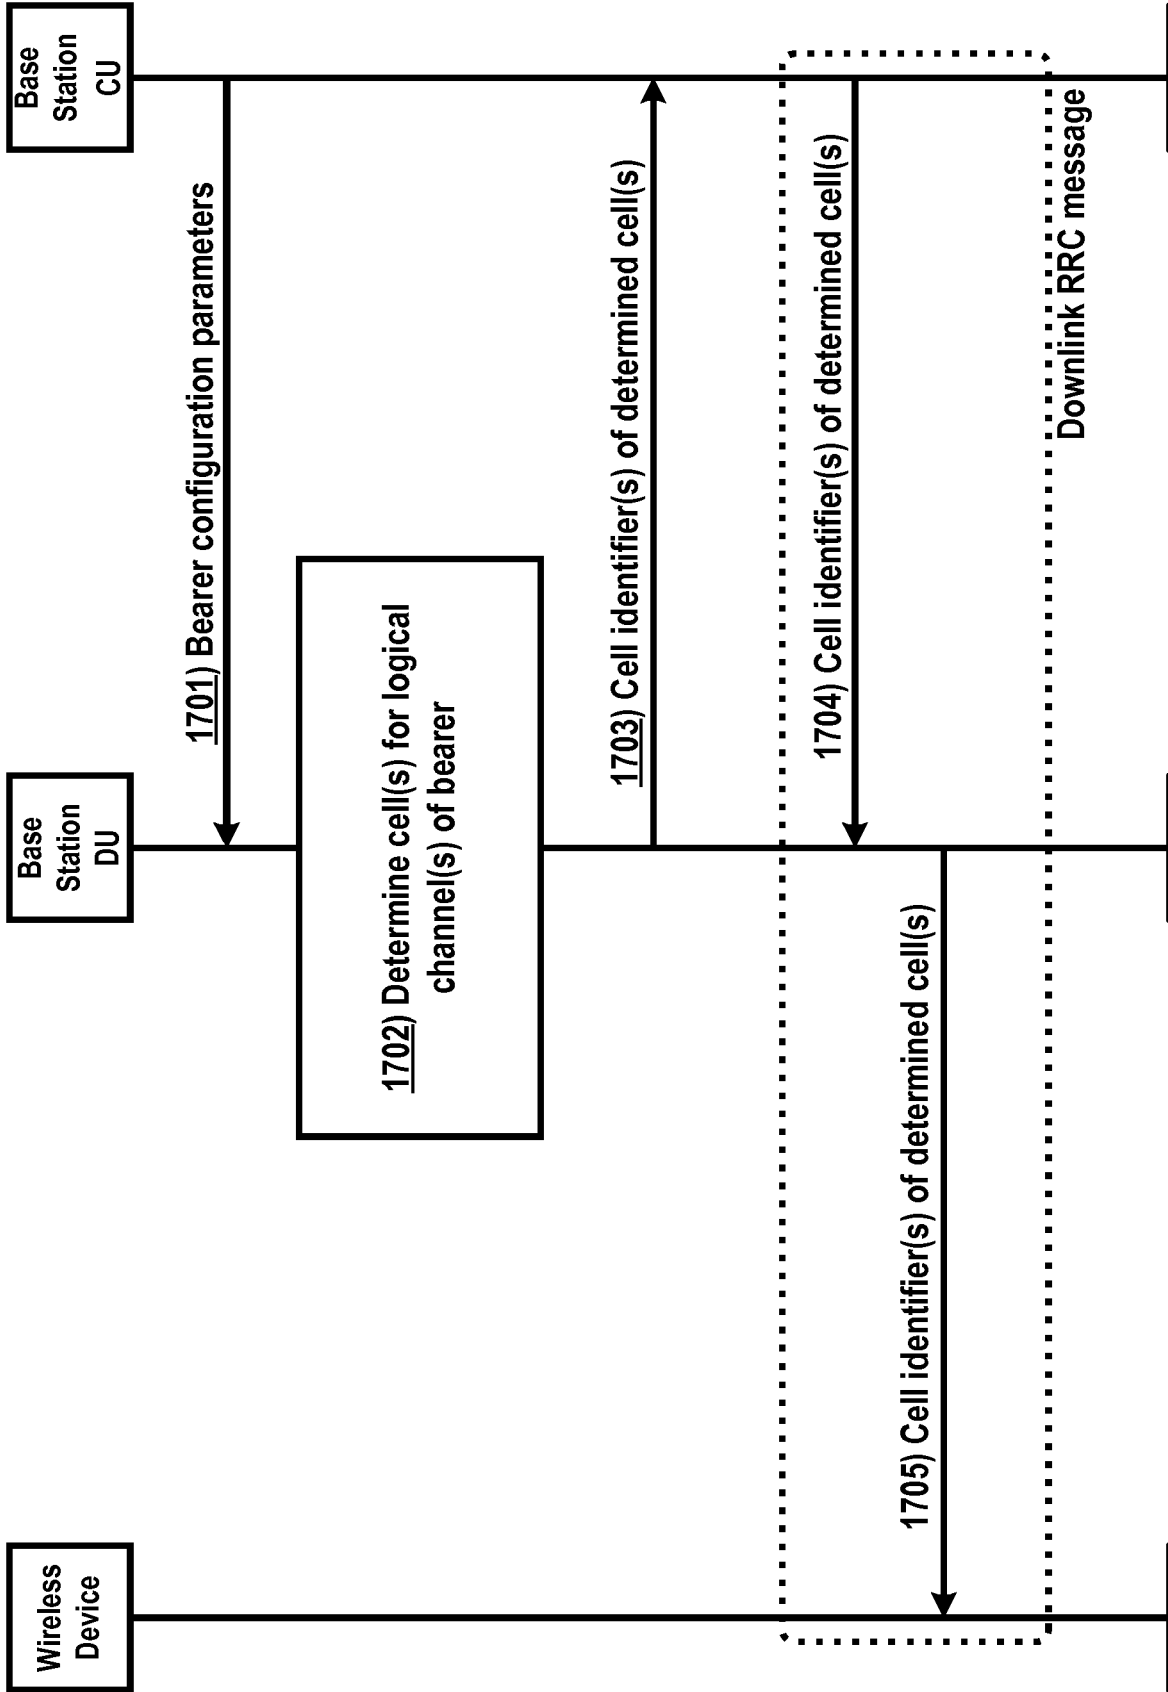 Wireless
Device
Base
Station
DU
Base
Station
CU
1701) Bearer configuration parameters
1702) Determine cell(s) for logical
channel(s) of bearer
1703) Cell identifier(s) of determined cell(s)
1704) Cell identifier(s) of determined cell(s)
1705) Cell identifier(s) of determined cell(s)
Downlink RRC message